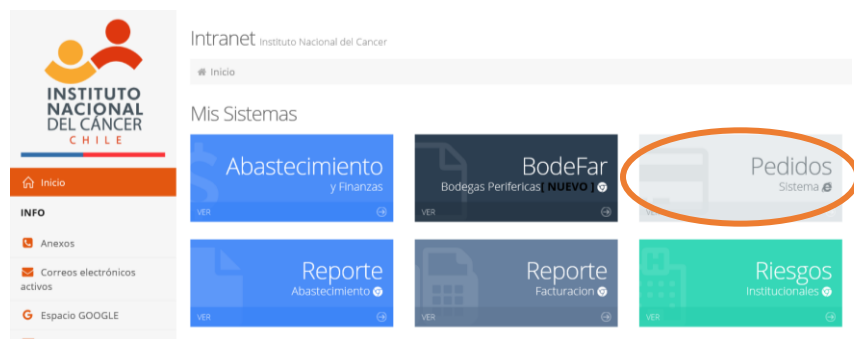 INSTITUTO
NACIONAL
DEL CÁNCER
CHILE
Inicio
INFO
Anexos
Correos electrónicos
activos
Espacio GOOGLE
Intranet Instituto Nacional del Cancer
Inicio
Mis Sistemas
Abastecimiento
y Finanzas
VER
BodeFar
Bodegas Perifericas[ NUEVO ]
VER
Pedidos
Sistema
VER
Reporte
Abastecimiento
VER
Reporte
Facturacion
VER
Riesgos
Institucionales
VER